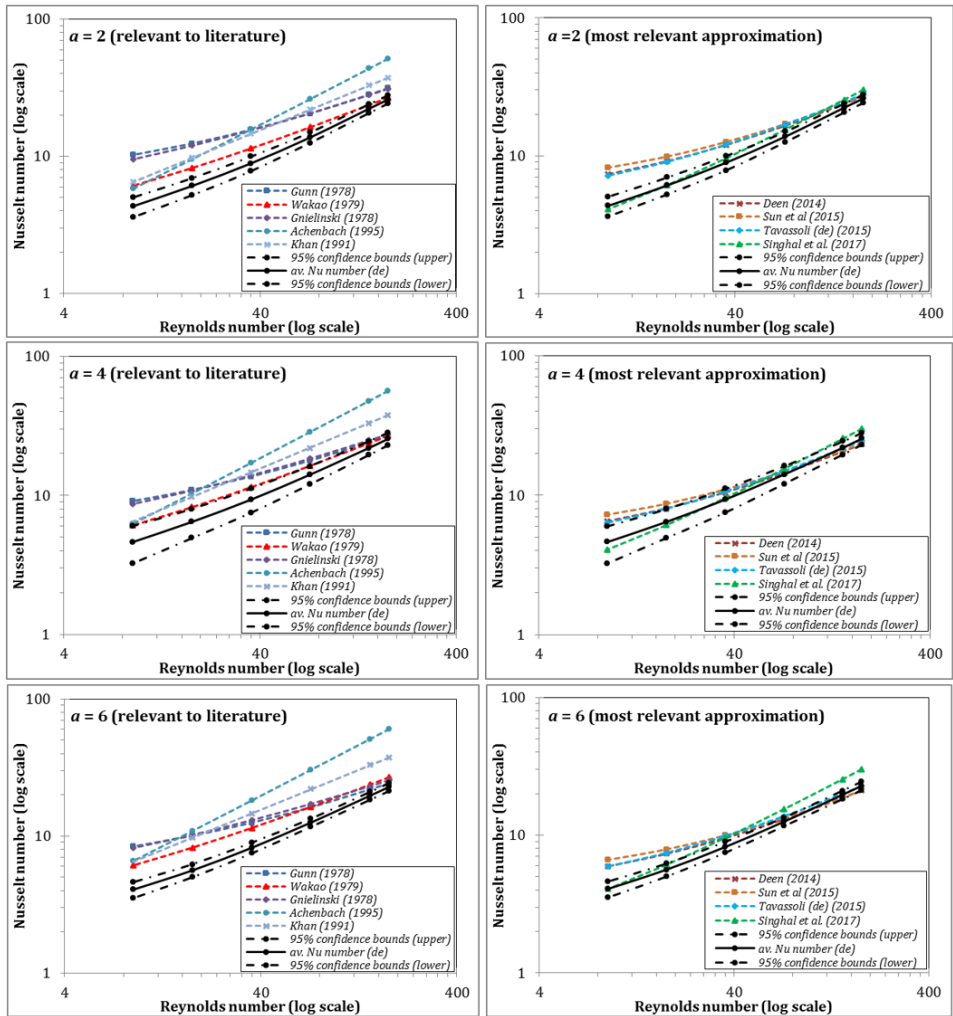 a = 2 (relevant to literature)
Nusselt number (log scale)
100
10
1
4
40
400
Reynolds number (log scale)
Gunn (1978)
Wakao (1979)
Gnielinski (1978)
Achenbach (1995)
Khan (1991)
95% confidence bounds (upper)
av. Nu number (de)
95% confidence bounds (lower)
a =2 (most relevant approximation)
Nusselt number (log scale)
100
10
1
4
40
400
Reynolds number (log scale)
Deen (2014)
Sun et al (2015)
Tavassoli (de) (2015)
Singhal et al. (2017)
95% confidence bounds (upper)
av. Nu number (de)
95% confidence bounds (lower)
a = 4 (relevant to literature)
Nusselt number (log scale)
100
10
1
4
40
400
Reynolds number (log scale)
Gunn (1978)
Wakao (1979)
Gnielinski (1978)
Achenbach (1995)
Khan (1991)
95% confidence bounds (upper)
av. Nu number (de)
95% confidence bounds (lower)
a = 4 (most relevant approximation)
Nusselt number (log scale)
100
10
1
4
40
400
Reynolds number (log scale)
Deen (2014)
Sun et al (2015)
Tavassoli (de) (2015)
Singhal et al. (2017)
95% confidence bounds (upper)
av. Nu number (de)
95% confidence bounds (lower)
a = 6 (relevant to literature)
Nusselt number (log scale)
100
10
1
4
40
400
Reynolds number (log scale)
Gunn (1978)
Wakao (1979)
Gnielinski (1978)
Achenbach (1995)
Khan (1991)
95% confidence bounds (upper)
av. Nu number (de)
95% confidence bounds (lower)
a = 6 (most relevant approximation)
Nusselt number (log scale)
100
10
1
4
40
400
Reynolds number (log scale)
Deen (2014)
Sun et al (2015)
Tavassoli (de) (2015)
Singhal et al. (2017)
95% confidence bounds (upper)
av. Nu number (de)
95% confidence bounds (lower)